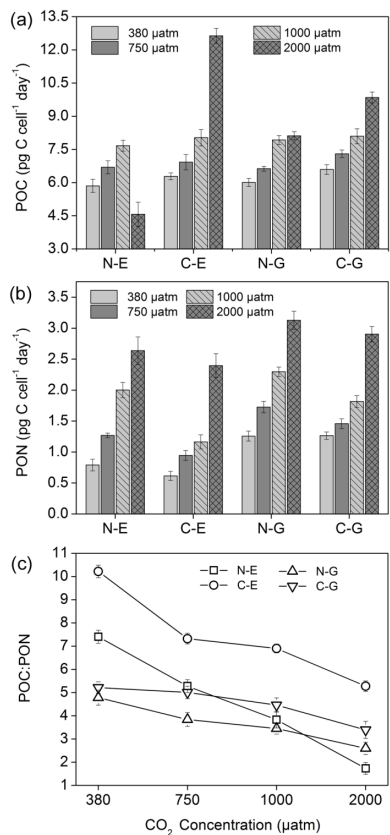 (a)
13.5
12.0
10.5
9.0
7.5
6.0
4.5
3.0
POC (pg C cell⁻¹ day⁻¹)
380 µatm
750 µatm
1000 µatm
2000 µatm
N-E C-E N-G C-G
(b)
3.5
3.0
2.5
2.0
1.5
1.0
0.5
0.0
PON (pg C cell⁻¹ day⁻¹)
380 µatm
750 µatm
1000 µatm
2000 µatm
N-E C-E N-G C-G
(c)
11
10
9
8
7
6
5
4
3
2
1
POC:PON
N-E
C-E
N-G
C-G
380 750 1000 2000
CO₂ Concentration (µatm)